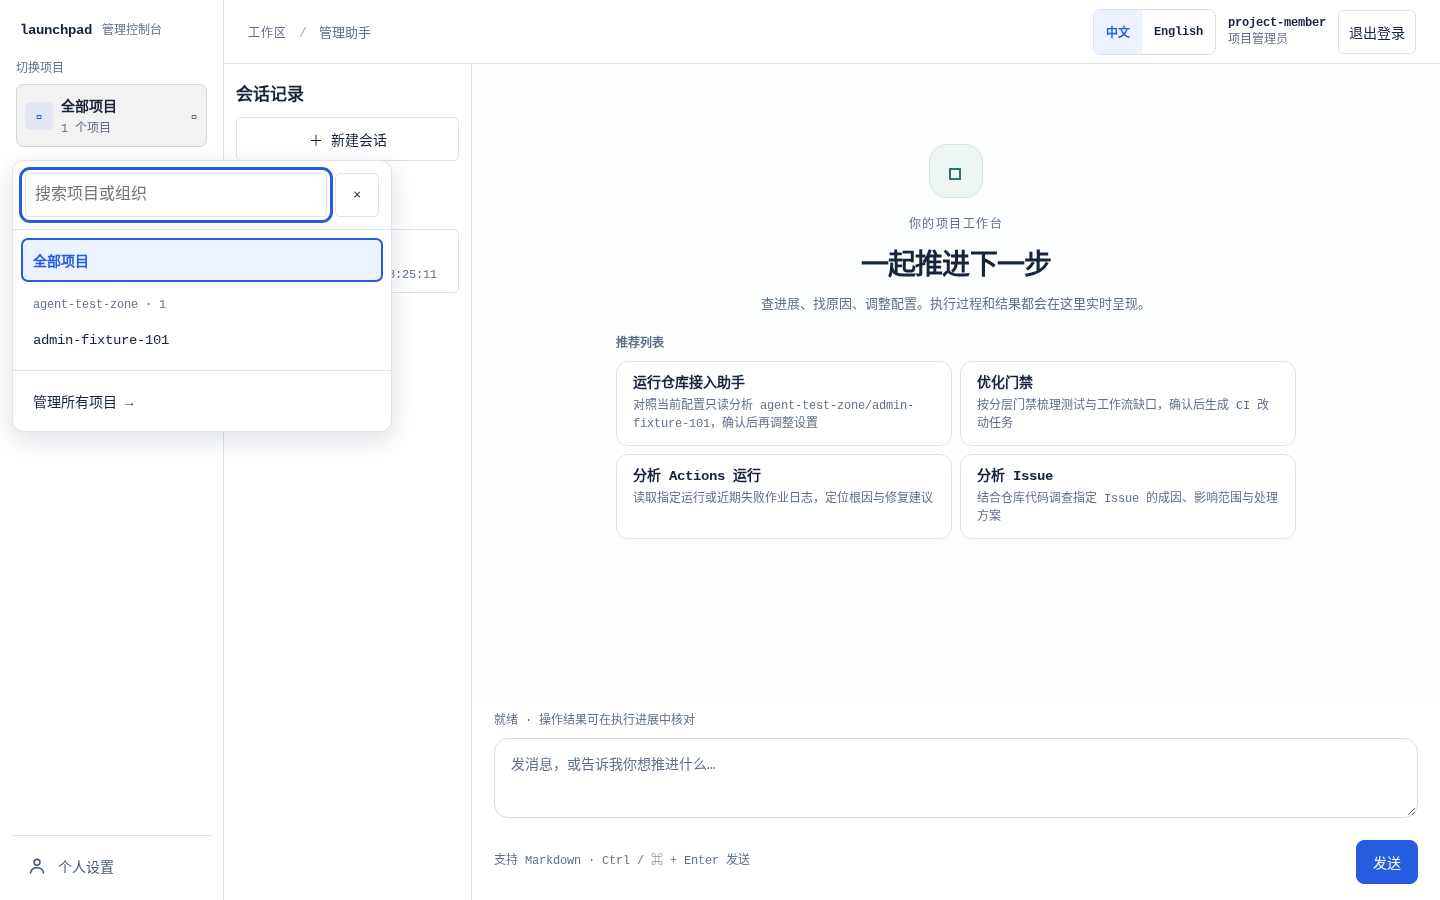 launchpad 管理控制台
切换项目
全部项目
1 个项目
搜索项目或组织
×
全部项目
agent-test-zone · 1
admin-fixture-101
管理所有项目 →
个人设置
工作区 / 管理助手
中文 English
project-member
项目管理员
退出登录
会话记录
+ 新建会话
:25:11
你的项目工作台
一起推进下一步
查进展、找原因、调整配置。执行过程和结果都会在这里实时呈现。
推荐列表
运行仓库接入助手
对照当前配置只读分析 agent-test-zone/admin-
fixture-101，确认后再调整设置
优化门禁
按分层门禁梳理测试与工作流缺口，确认后生成 CI 改
动任务
分析 Actions 运行
读取指定运行或近期失败作业日志，定位根因与修复建议
分析 Issue
结合仓库代码调查指定 Issue 的成因、影响范围与处理
方案
就绪 · 操作结果可在执行进展中核对
发消息，或告诉我你想推进什么…
支持 Markdown · Ctrl / ⌘ + Enter 发送
发送